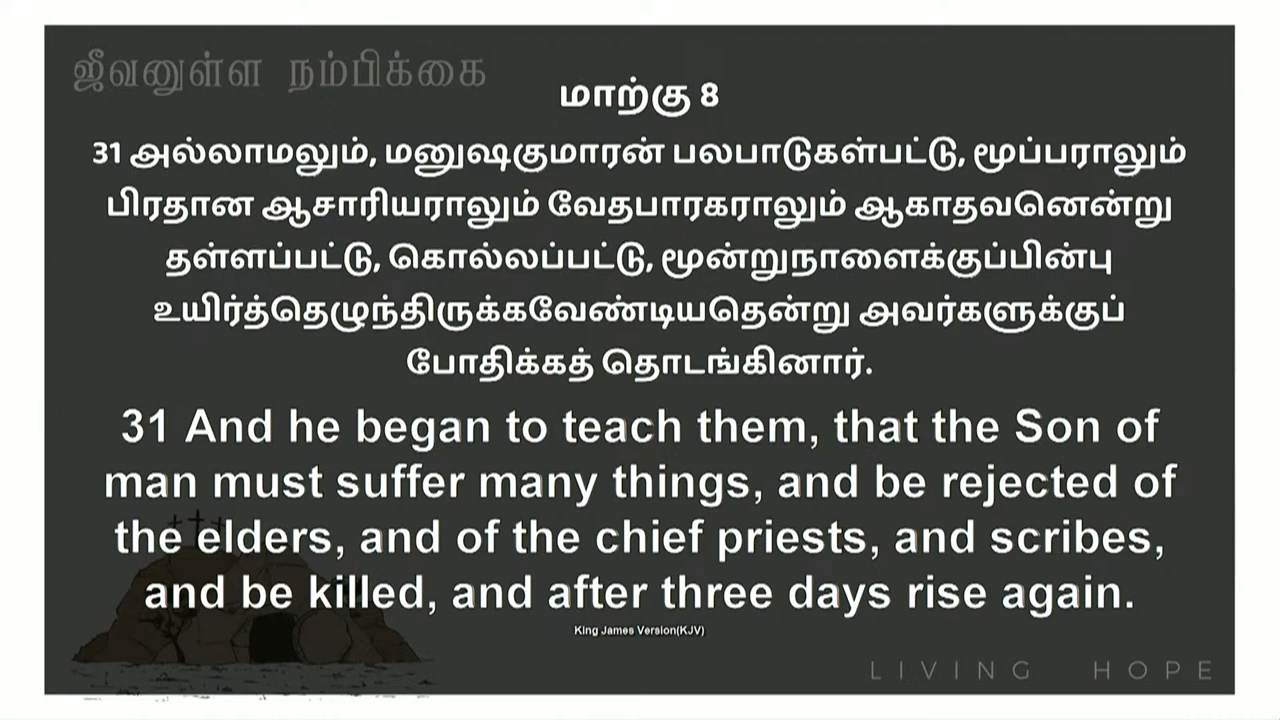 ஜீவனுள்ள நம்பிக்கை
மாற்கு 8
31 அல்லாமலும், மனுஷகுமாரன் பலபாடுகள்பட்டு, மூப்பராலும்
பிரதான ஆசாரியராலும் வேதபாரகராலும் ஆகாதவனென்று
தள்ளப்பட்டு, கொல்லப்பட்டு, மூன்றுநாளைக்குப்பின்பு
உயிர்த்தெழுந்திருக்கவேண்டியதென்று அவர்களுக்குப்
போதிக்கத் தொடங்கினார்.
31 And he began to teach them, that the Son of
man must suffer many things, and be rejected of
the elders, and of the chief priests, and scribes,
and be killed, and after three days rise again.
King James Version(KJV)
LIVING HOPE